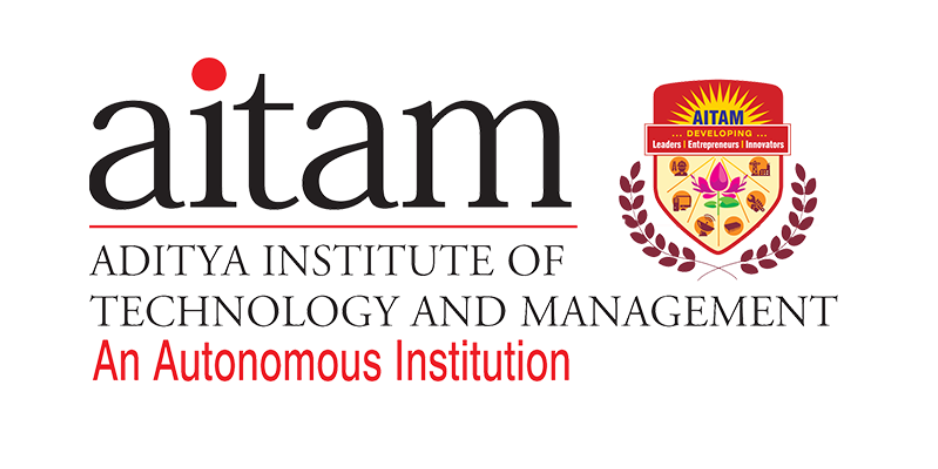 aitam
ADITYA INSTITUTE OF
TECHNOLOGY AND MANAGEMENT
An Autonomous Institution
AITAM
... DEVELOPING ...
Leaders | Entrepreneurs | Innovators